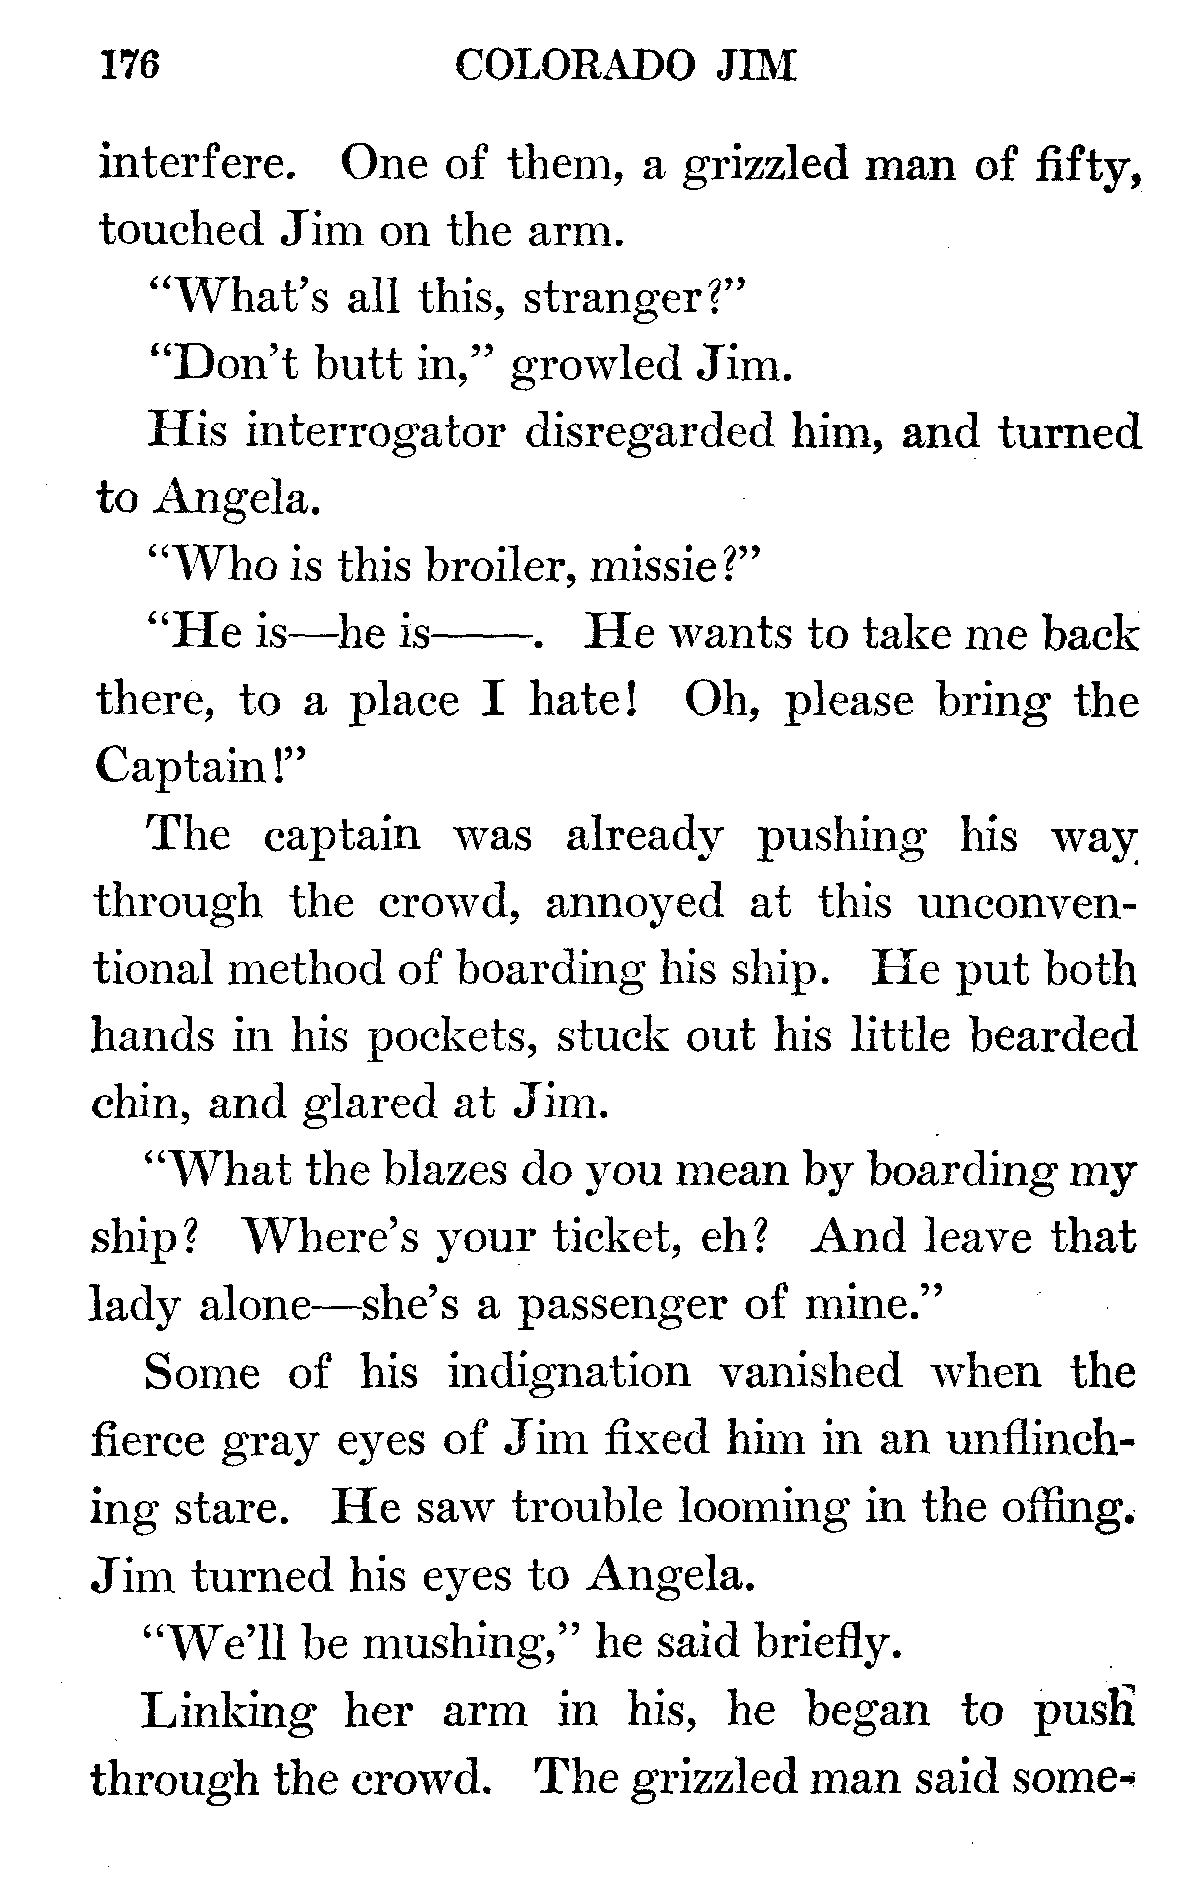 176 COLORADO JIM
interfere. One of them, a grizzled man of fifty,
touched Jim on the arm.
“What’s all this, stranger?”
“Don’t butt in,” growled Jim.
His interrogator disregarded him, and turned
to Angela.
“Who is this broiler, missie?”
“He is—he is——. He wants to take me back
there, to a place I hate! Oh, please bring the
Captain!”
The captain was already pushing his way
through the crowd, annoyed at this unconven-
tional method of boarding his ship. He put both
hands in his pockets, stuck out his little bearded
chin, and glared at Jim.
“What the blazes do you mean by boarding my
ship? Where’s your ticket, eh? And leave that
lady alone—she’s a passenger of mine.”
Some of his indignation vanished when the
fierce gray eyes of Jim fixed him in an unflinch-
ing stare. He saw trouble looming in the offing.
Jim turned his eyes to Angela.
“We’ll be mushing,” he said briefly.
Linking her arm in his, he began to push
through the crowd. The grizzled man said some-